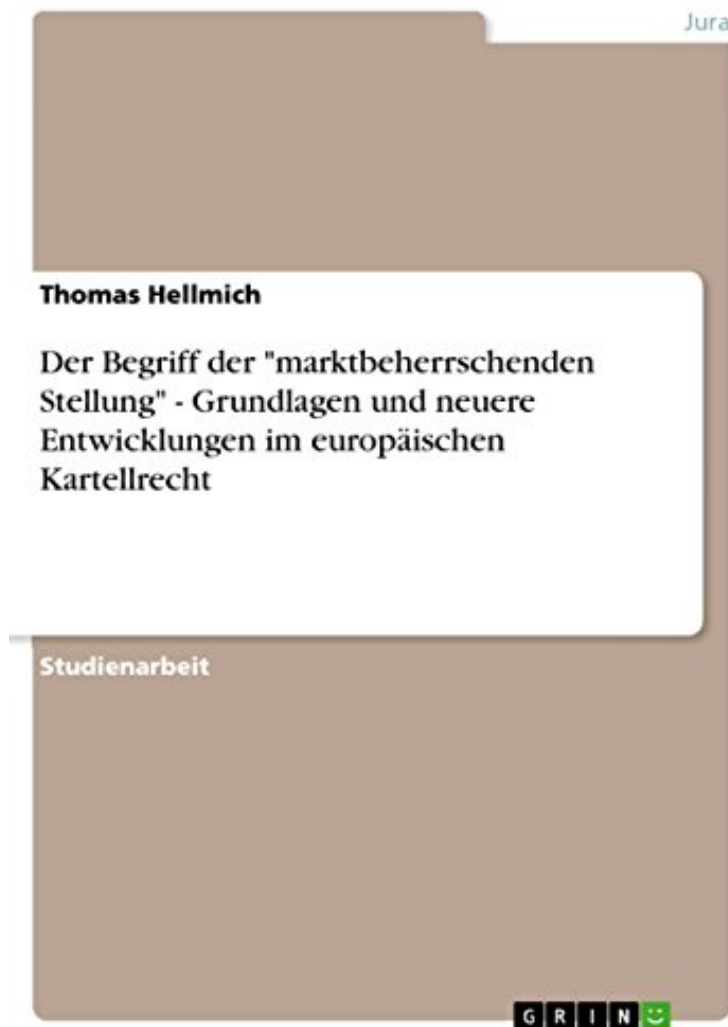 Jura
Thomas Hellmich
Der Begriff der "marktbeherrschenden
Stellung" - Grundlagen und neuere
Entwicklungen im europäischen
Kartellrecht
Studienarbeit
GRIN